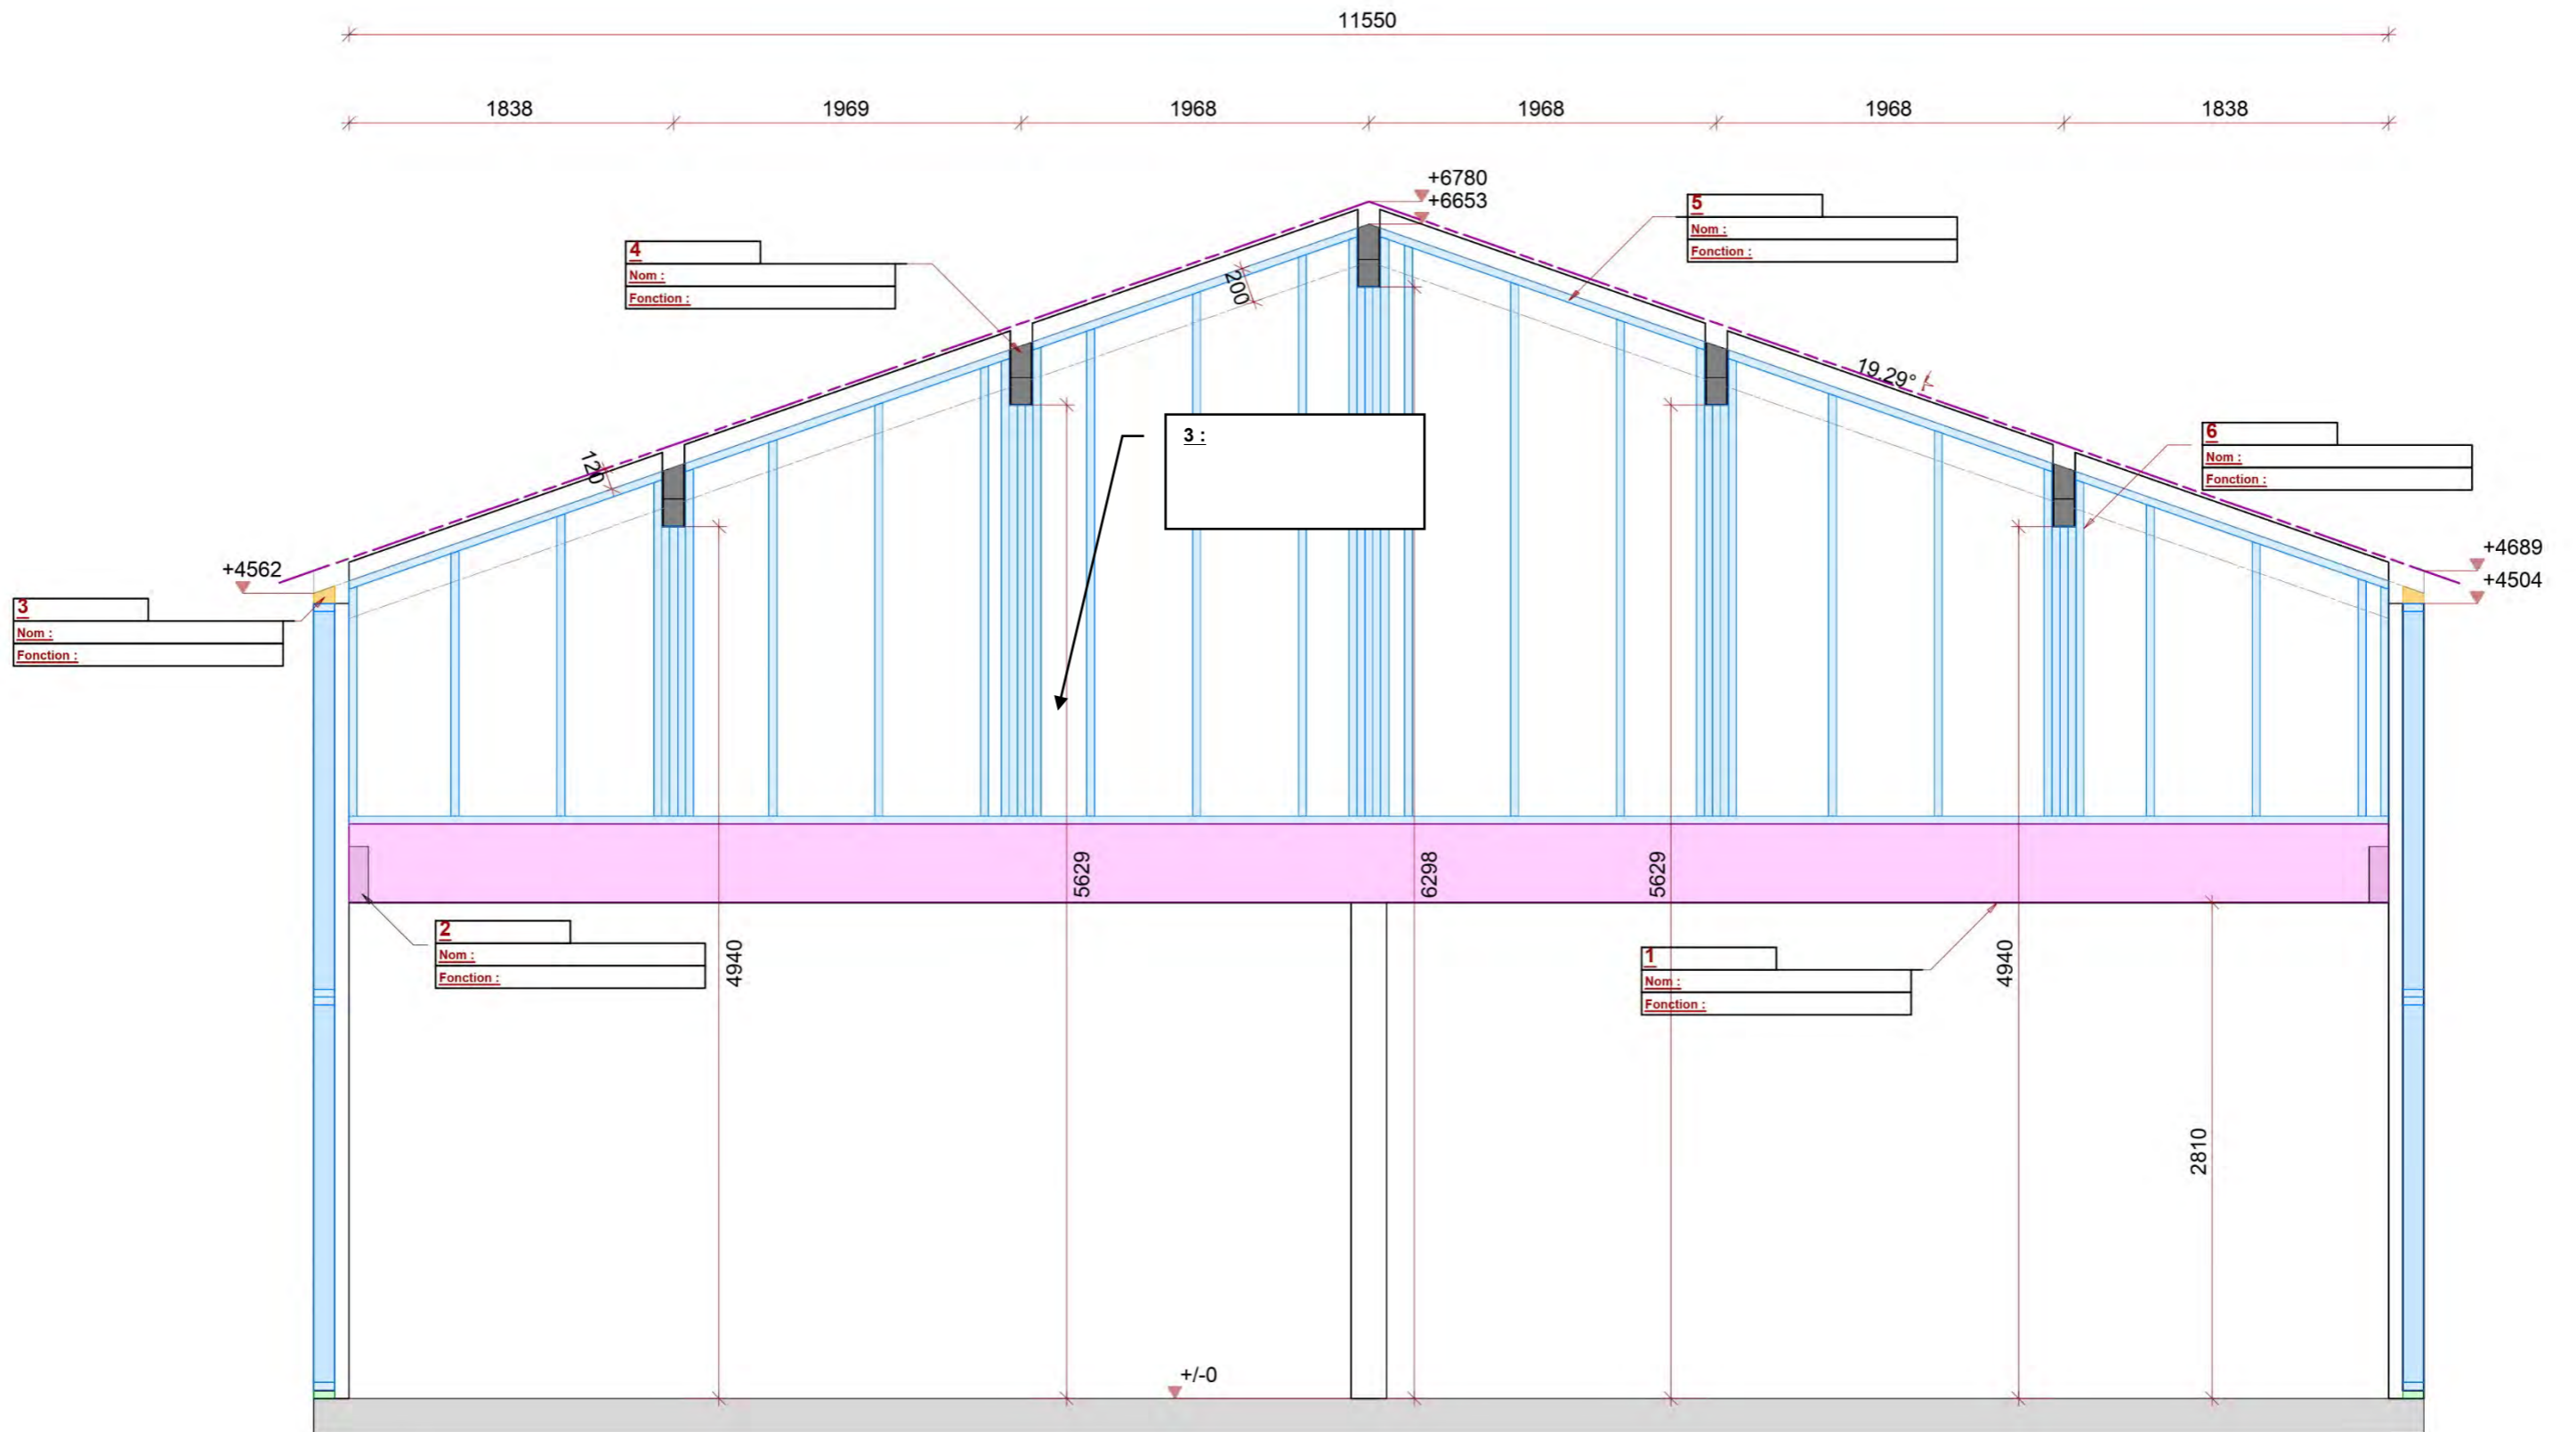 11550
1838 1969 1968 1968 1968 1838
+6780
+6653
5
Nom :
Fonction :
4
Nom :
Fonction :
200
19.29°
3 :
6
Nom :
Fonction :
120
+4562
+4689
+4504
3
Nom :
Fonction :
5629
6298
5629
2
Nom :
Fonction :
4940
4940
1
Nom :
Fonction :
2810
+/-0